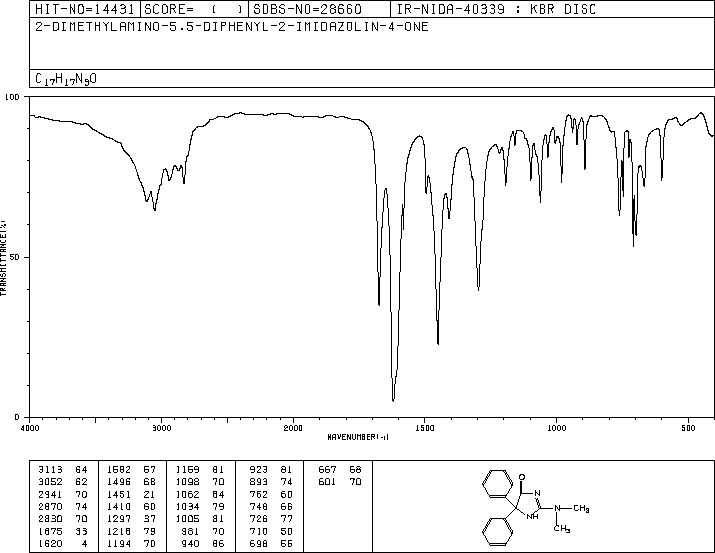 HIT-NO=14431 SCORE= ( ) SDBS-NO=28660 IR-NIDA-40339 : KBR DISC
2-DIMETHYLAMINO-5,5-DIPHENYL-2-IMIDAZOLIN-4-ONE
C17H17N3O
100
50
0
TRANSMITTANCE(%)
4000 3000 2000 1500 1000 500
WAVENUMBER(-1)
3113 64 1582 57 1159 81 923 81 667 68
3052 62 1496 68 1098 70 893 74 601 70
2941 70 1451 21 1062 64 762 60
2870 74 1410 60 1034 79 748 66
2830 70 1297 37 1005 81 726 77
1675 33 1218 79 981 70 710 50
1620 4 1194 70 940 86 698 55
O
N
NH
N
CH3
CH3